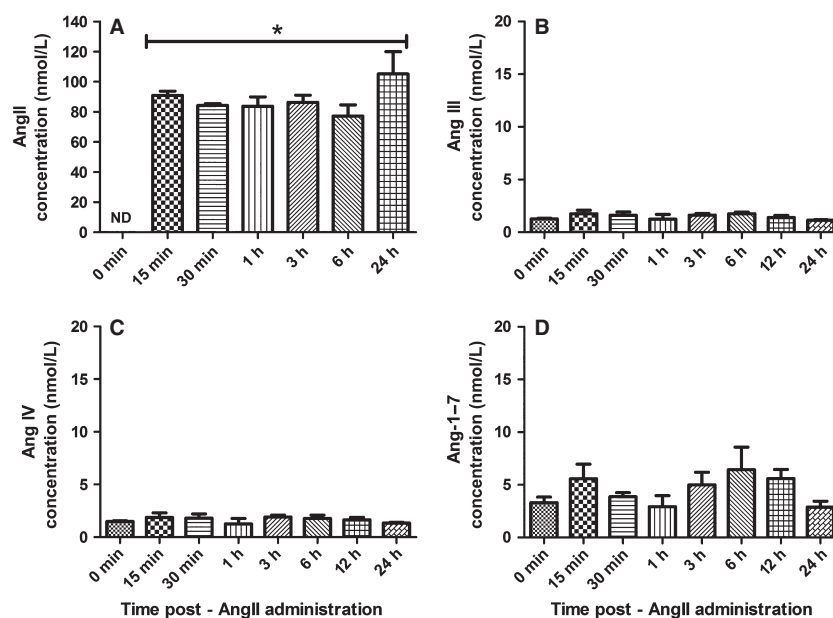 A
*
AngII
concentration (nmol/L)
140
120
100
80
60
40
20
0
ND
0 min
15 min
30 min
1 h
3 h
6 h
24 h
B
Ang III
concentration (nmol/L)
20
15
10
5
0
0 min
15 min
30 min
1 h
3 h
6 h
12 h
24 h
C
Ang IV
concentration (nmol/L)
20
15
10
5
0
0 min
15 min
30 min
1 h
3 h
6 h
12 h
24 h
Time post - AngII administration
D
Ang-1–7
concentration (nmol/L)
20
15
10
5
0
0 min
15 min
30 min
1 h
3 h
6 h
12 h
24 h
Time post - AngII administration